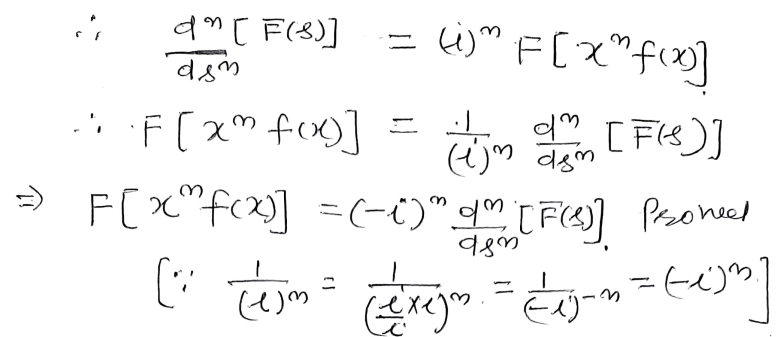 ∴ d^n[F̄(s)]/ds^n = (i)^n F[x^n f(x)]
∴ F[x^n f(x)] = 1/(i)^n d^n/ds^n [F̄(s)]
⇒ F[x^n f(x)] = (-i)^n d^n/ds^n [F̄(s)]. Proved
[∵ 1/(i)^n = 1/(i/i × i)^n = 1/(-i)^-n = (-i)^n]